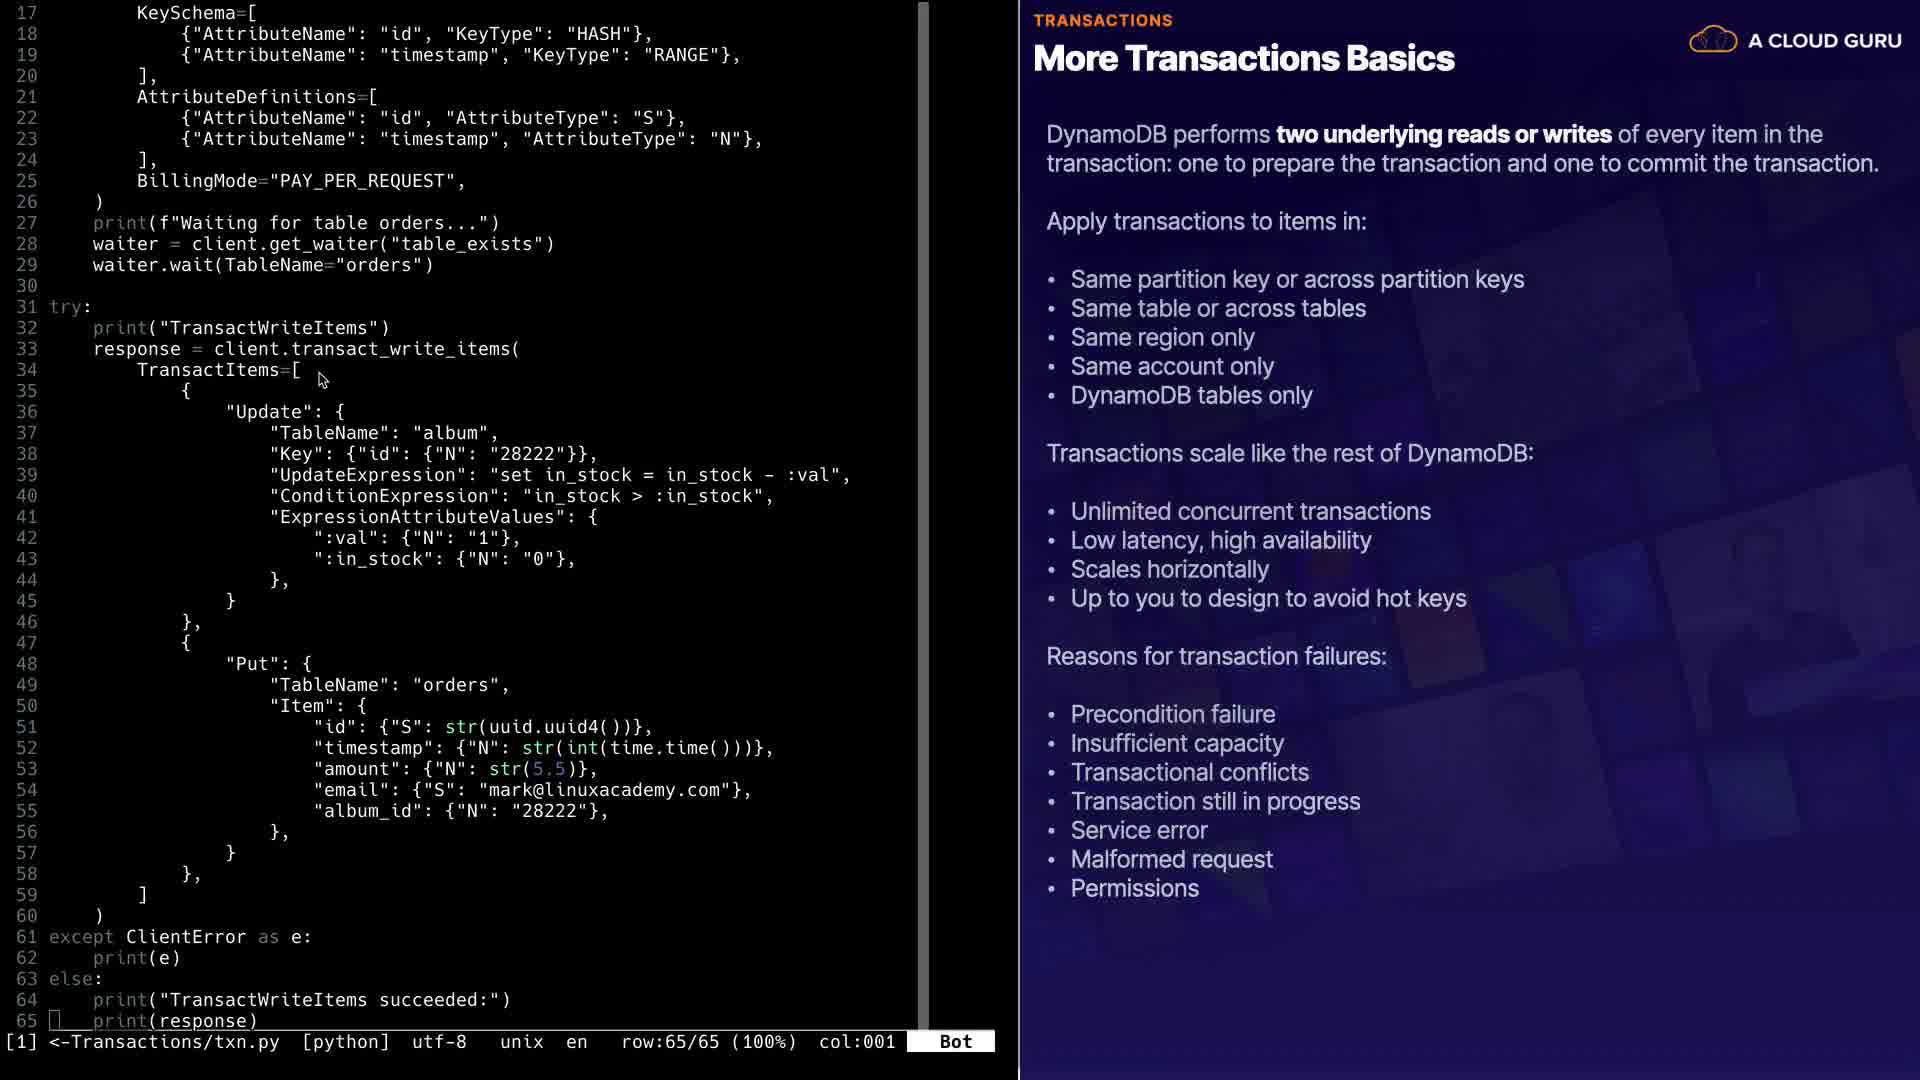 17 KeySchema=[
18 {"AttributeName": "id", "KeyType": "HASH"},
19 {"AttributeName": "timestamp", "KeyType": "RANGE"},
20 ],
21 AttributeDefinitions=[
22 {"AttributeName": "id", "AttributeType": "S"},
23 {"AttributeName": "timestamp", "AttributeType": "N"},
24 ],
25 BillingMode="PAY_PER_REQUEST",
26 )
27 print(f"Waiting for table orders...")
28 waiter = client.get_waiter("table_exists")
29 waiter.wait(TableName="orders")
30
31 try:
32 print("TransactWriteItems")
33 response = client.transact_write_items(
34 TransactItems=[
35 {
36 "Update": {
37 "TableName": "album",
38 "Key": {"id": {"N": "28222"}},
39 "UpdateExpression": "set in_stock = in_stock - :val",
40 "ConditionExpression": "in_stock > :in_stock",
41 "ExpressionAttributeValues": {
42 ":val": {"N": "1"},
43 ":in_stock": {"N": "0"},
44 },
45 }
46 },
47 {
48 "Put": {
49 "TableName": "orders",
50 "Item": {
51 "id": {"S": str(uuid.uuid4())},
52 "timestamp": {"N": str(int(time.time()))},
53 "amount": {"N": str(5.5)},
54 "email": {"S": "mark@linuxacademy.com"},
55 "album_id": {"N": "28222"},
56 },
57 }
58 },
59 ]
60 )
61 except ClientError as e:
62 print(e)
63 else:
64 print("TransactWriteItems succeeded:")
65 print(response)
[1] <-Transactions/txn.py [python] utf-8 unix en row:65/65 (100%) col:001 Bot
TRANSACTIONS
More Transactions Basics
A CLOUD GURU
DynamoDB performs two underlying reads or writes of every item in the
transaction: one to prepare the transaction and one to commit the transaction.
Apply transactions to items in:
• Same partition key or across partition keys
• Same table or across tables
• Same region only
• Same account only
• DynamoDB tables only
Transactions scale like the rest of DynamoDB:
• Unlimited concurrent transactions
• Low latency, high availability
• Scales horizontally
• Up to you to design to avoid hot keys
Reasons for transaction failures:
• Precondition failure
• Insufficient capacity
• Transactional conflicts
• Transaction still in progress
• Service error
• Malformed request
• Permissions